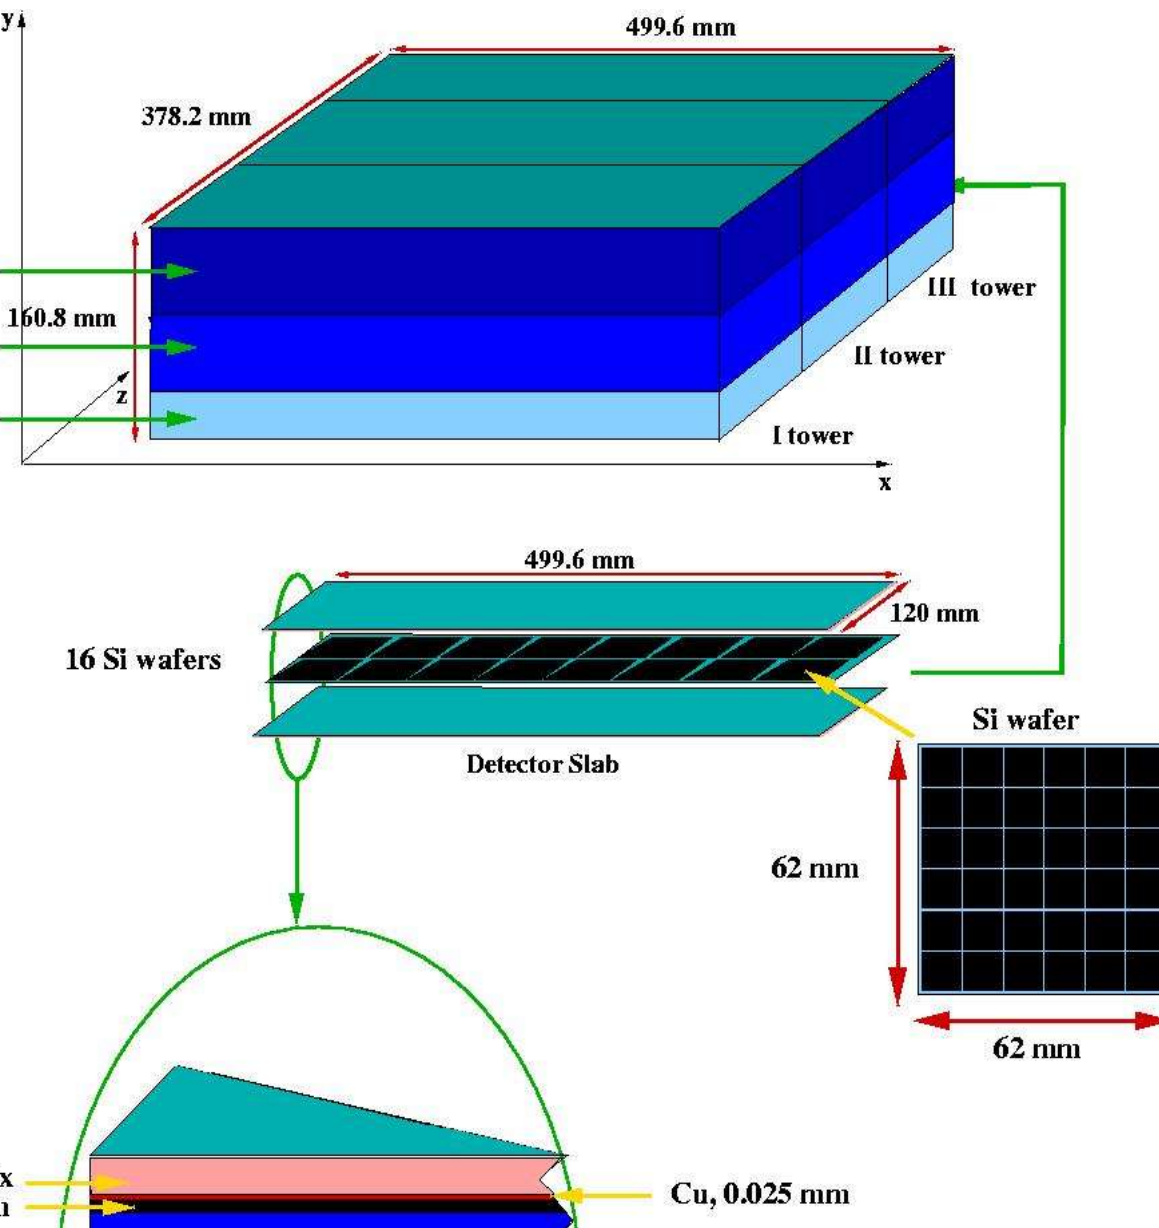 y
499.6 mm
378.2 mm
III tower
160.8 mm
II tower
z
I tower
x
499.6 mm
120 mm
16 Si wafers
Si wafer
Detector Slab
62 mm
62 mm
x
Cu, 0.025 mm